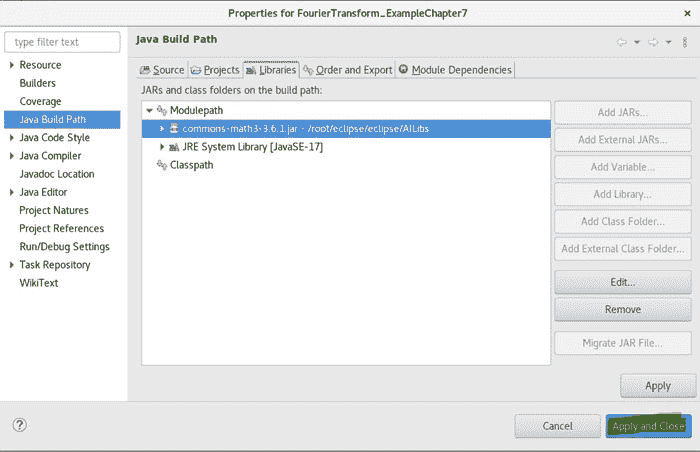 Properties for FourierTransform_ExampleChapter7
type filter text
Resource
Builders
Coverage
Java Build Path
Java Code Style
Java Compiler
Javadoc Location
Java Editor
Project Natures
Project References
Run/Debug Settings
Task Repository
WikiText
Java Build Path
Source Projects Libraries Order and Export Module Dependencies
JARs and class folders on the build path:
Modulepath
commons-math3-3.6.1.jar - /root/eclipse/eclipse/AILibs
JRE System Library [JavaSE-17]
Classpath
Add JARs...
Add External JARs...
Add Variable...
Add Library...
Add Class Folder...
Add External Class Folder...
Edit...
Remove
Migrate JAR File...
Apply
Cancel
Apply and Close